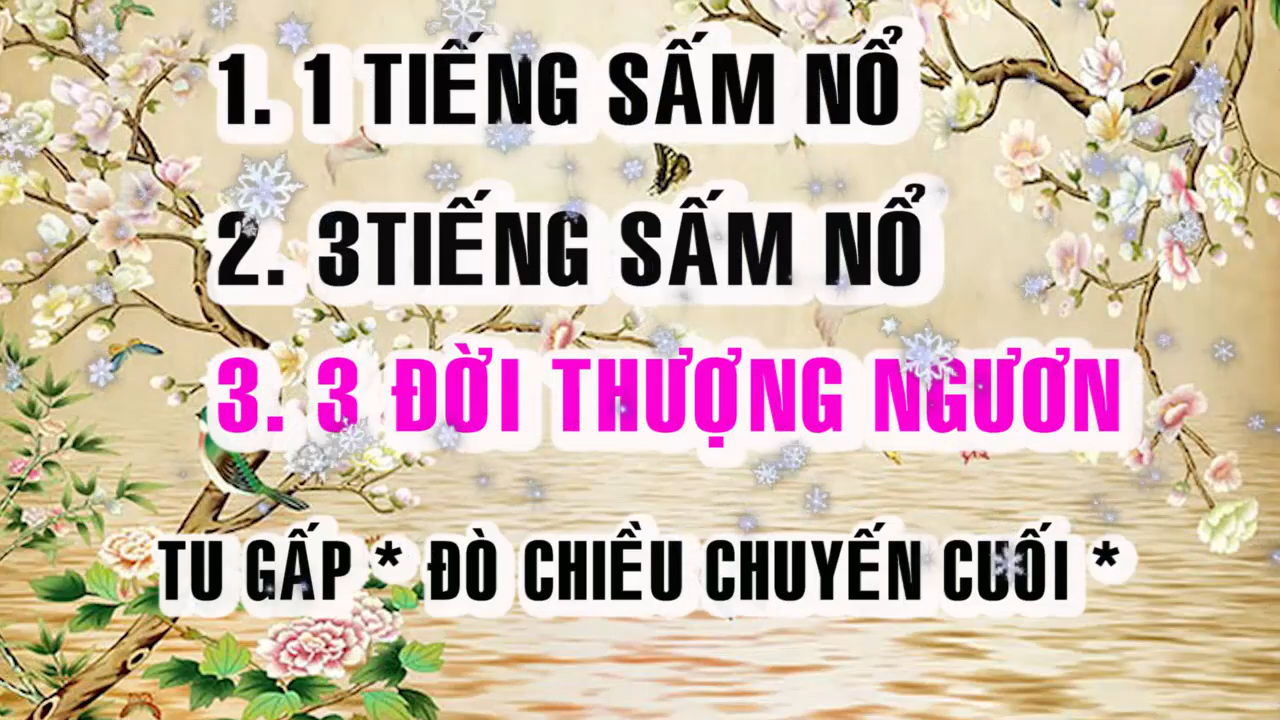 1. 1 TIẾNG SẤM NỔ
2. 3TIẾNG SẤM NỔ
3. 3 ĐỜI THƯỢNG NGƯƠN
TU GẤP * ĐÒ CHIỀU CHUYẾN CUỐI *